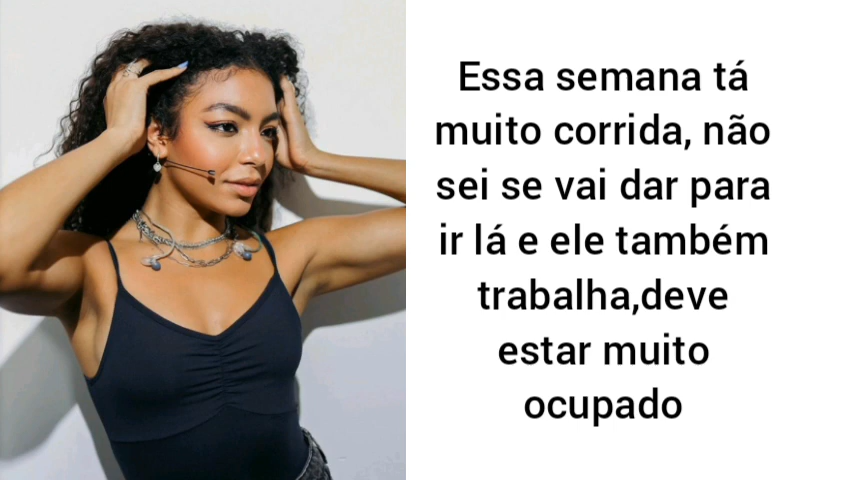 Essa semana tá
muito corrida, não
sei se vai dar para
ir lá e ele também
trabalha,deve
estar muito
ocupado